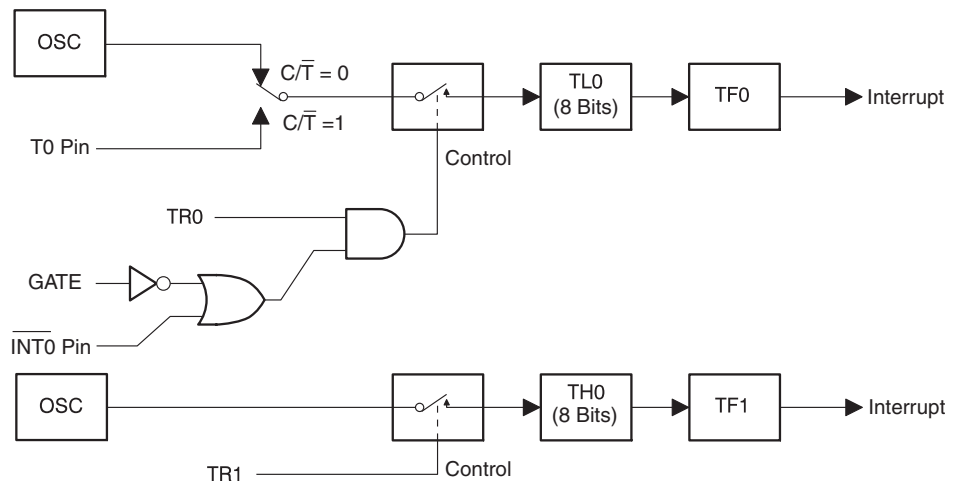 OSC
C/T̅ = 0
C/T̅ =1
T0 Pin
TL0
(8 Bits)
TF0
Interrupt
Control
TR0
GATE
I̅N̅T̅0̅ Pin
OSC
TH0
(8 Bits)
TF1
Interrupt
TR1
Control